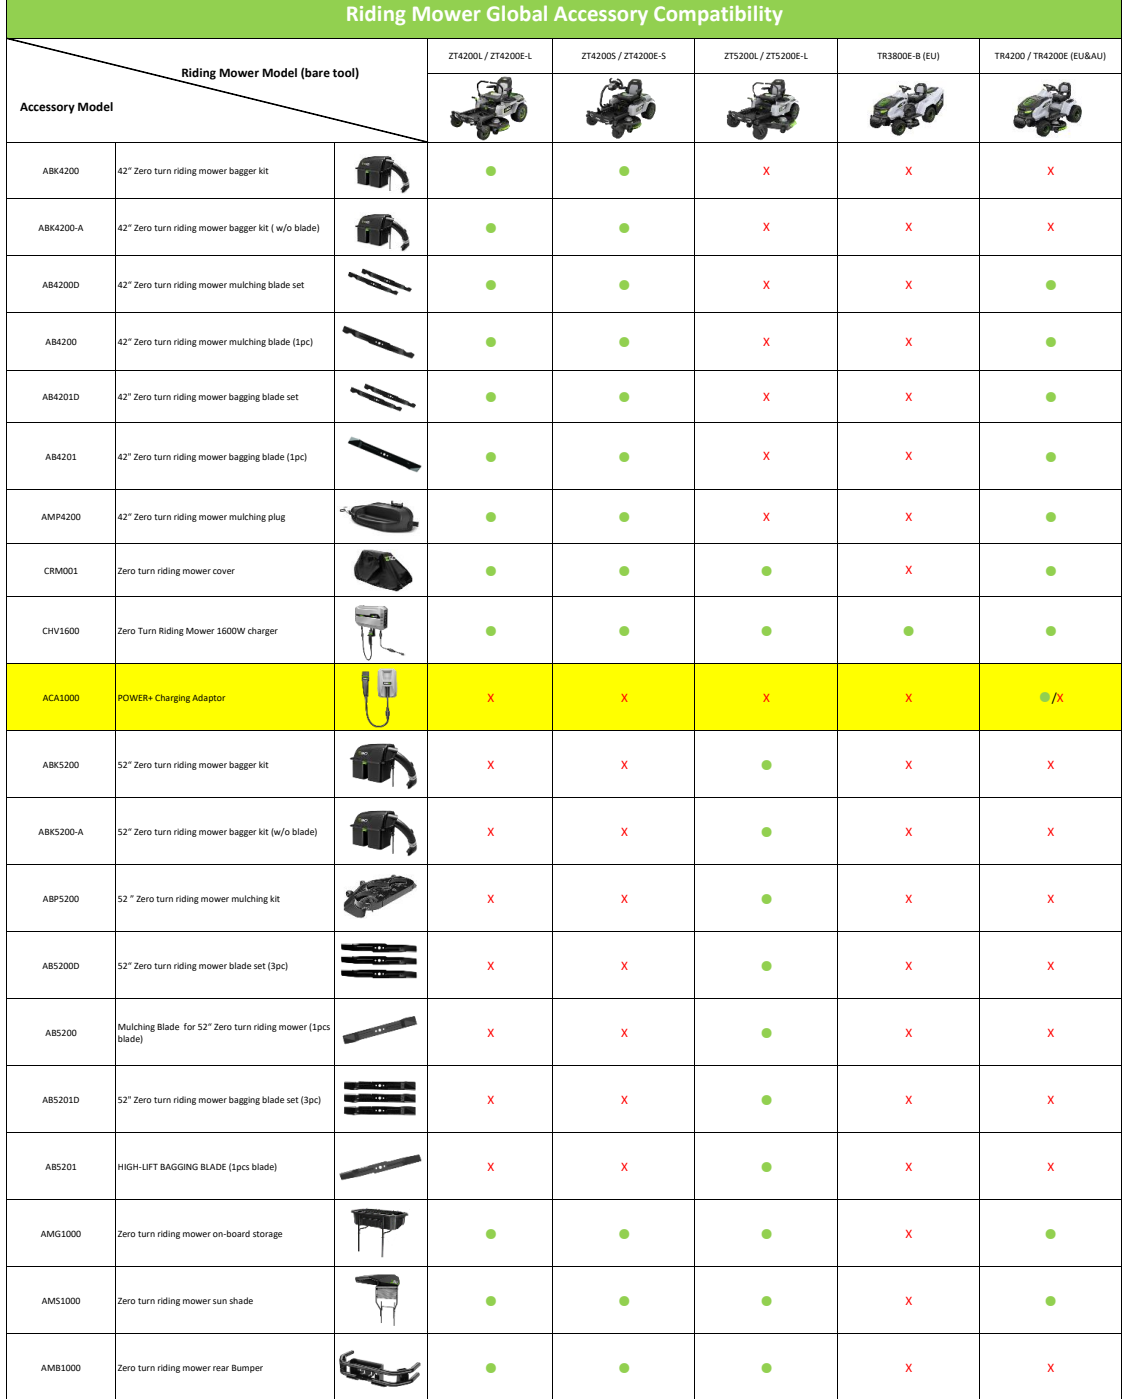 Riding Mower Global Accessory Compatibility
Riding Mower Model (bare tool)
Accessory Model
ZT4200L / ZT4200E-L
ZT4200S / ZT4200E-S
ZT5200L / ZT5200E-L
TR3800E-B (EU)
TR4200 / TR4200E (EU&AU)
ABK4200 42“ Zero turn riding mower bagger kit ● ● X X X
ABK4200-A 42“ Zero turn riding mower bagger kit ( w/o blade) ● ● X X X
AB4200D 42“ Zero turn riding mower mulching blade set ● ● X X ●
AB4200 42“ Zero turn riding mower mulching blade (1pc) ● ● X X ●
AB4201D 42" Zero turn riding mower bagging blade set ● ● X X ●
AB4201 42" Zero turn riding mower bagging blade (1pc) ● ● X X ●
AMP4200 42“ Zero turn riding mower mulching plug ● ● X X ●
CRM001 Zero turn riding mower cover ● ● ● X ●
CHV1600 Zero Turn Riding Mower 1600W charger ● ● ● ● ●
ACA1000 POWER+ Charging Adaptor X X X X ●/X
ABK5200 52“ Zero turn riding mower bagger kit X X ● X X
ABK5200-A 52“ Zero turn riding mower bagger kit (w/o blade) X X ● X X
ABP5200 52 ” Zero turn riding mower mulching kit X X ● X X
AB5200D 52“ Zero turn riding mower blade set (3pc) X X ● X X
AB5200 Mulching Blade for 52“ Zero turn riding mower (1pcs
blade) X X ● X X
AB5201D 52" Zero turn riding mower bagging blade set (3pc) X X ● X X
AB5201 HIGH-LIFT BAGGING BLADE (1pcs blade) X X ● X X
AMG1000 Zero turn riding mower on-board storage ● ● ● X ●
AMS1000 Zero turn riding mower sun shade ● ● ● X ●
AMB1000 Zero turn riding mower rear Bumper ● ● ● X X